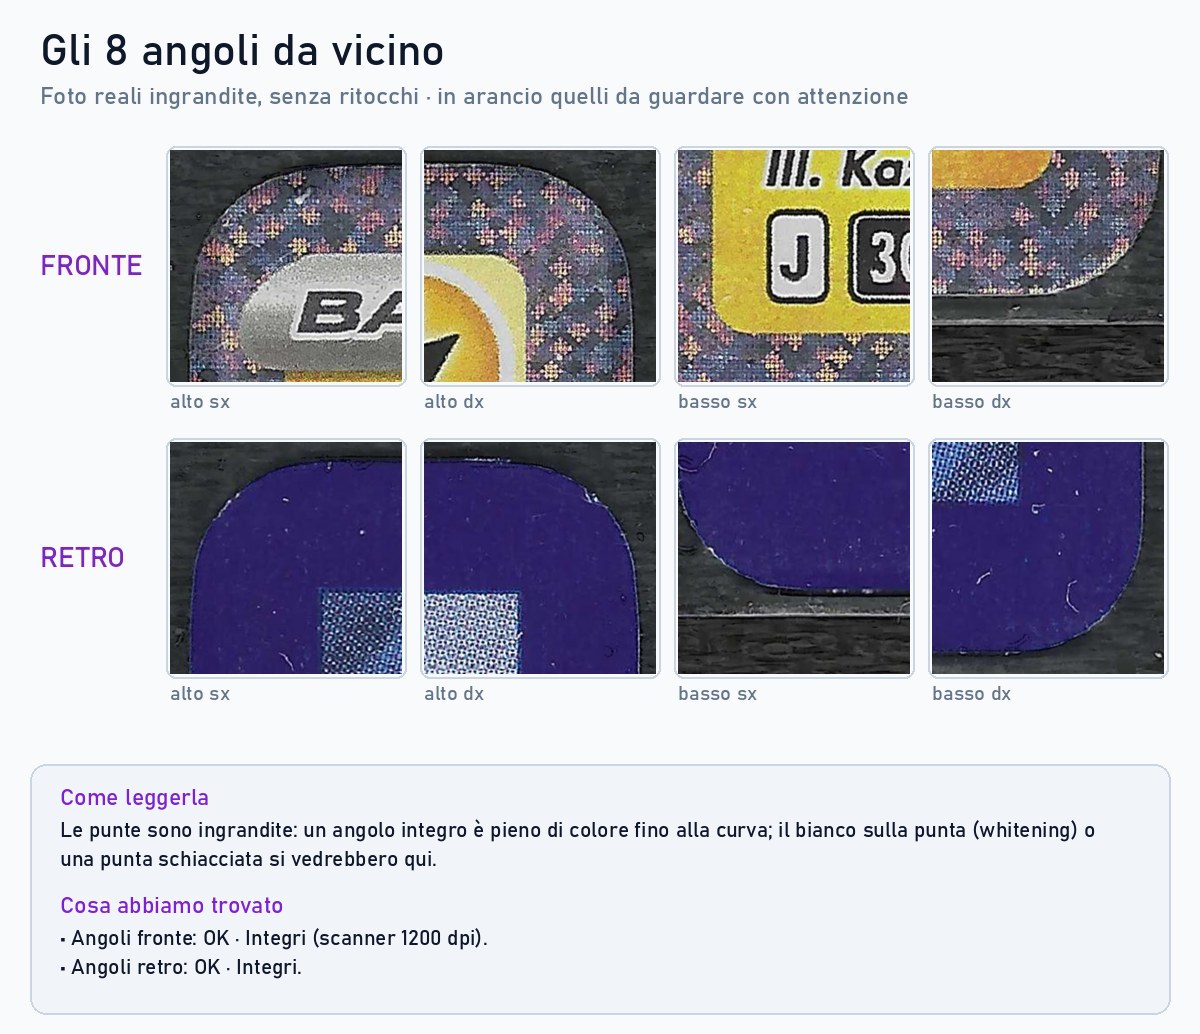 Gli 8 angoli da vicino
Foto reali ingrandite, senza ritocchi · in arancio quelli da guardare con attenzione
FRONTE
BA
III. Ka
J 30
alto sx
alto dx
basso sx
basso dx
RETRO
alto sx
alto dx
basso sx
basso dx
Come leggerla
Le punte sono ingrandite: un angolo integro è pieno di colore fino alla curva; il bianco sulla punta (whitening) o
una punta schiacciata si vedrebbero qui.
Cosa abbiamo trovato
· Angoli fronte: OK · Integri (scanner 1200 dpi).
· Angoli retro: OK · Integri.